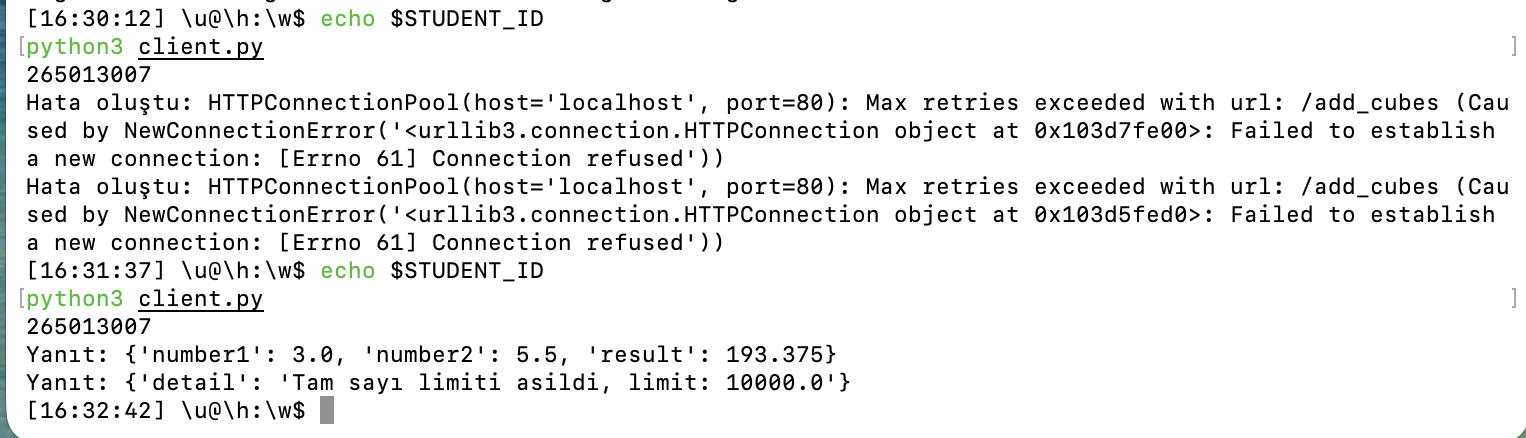 [16:30:12] \u@\h:\w$ echo $STUDENT_ID
[python3 client.py ]
265013007
Hata oluştu: HTTPConnectionPool(host='localhost', port=80): Max retries exceeded with url: /add_cubes (Cau
sed by NewConnectionError('<urllib3.connection.HTTPConnection object at 0x103d7fe00>: Failed to establish
a new connection: [Errno 61] Connection refused'))
Hata oluştu: HTTPConnectionPool(host='localhost', port=80): Max retries exceeded with url: /add_cubes (Cau
sed by NewConnectionError('<urllib3.connection.HTTPConnection object at 0x103d5fed0>: Failed to establish
a new connection: [Errno 61] Connection refused'))
[16:31:37] \u@\h:\w$ echo $STUDENT_ID
[python3 client.py ]
265013007
Yanıt: {'number1': 3.0, 'number2': 5.5, 'result': 193.375}
Yanıt: {'detail': 'Tam sayı limiti asildi, limit: 10000.0'}
[16:32:42] \u@\h:\w$